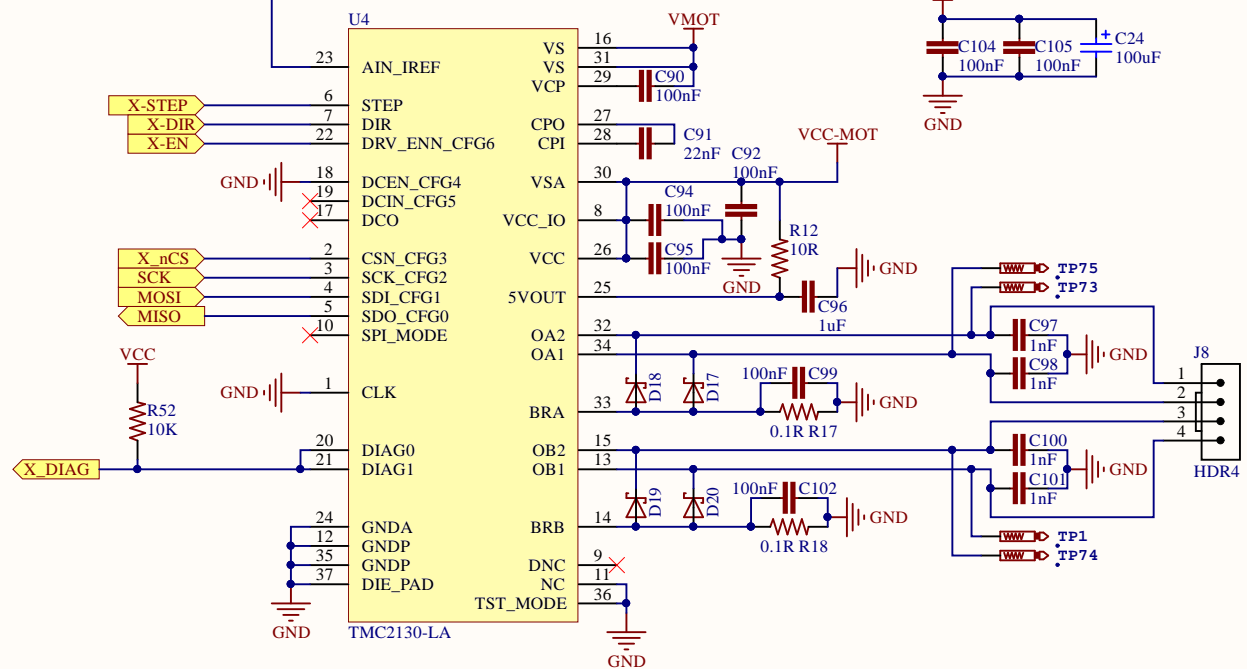 U4
VMOT
23 AIN_IREF
VS 16
VS 31
VCP 29
C90
100nF
C104
100nF
C105
100nF
+
C24
100uF
GND
X-STEP 6 STEP
X-DIR 7 DIR
X-EN 22 DRV_ENN_CFG6
CPO 27
CPI 28
C91
22nF
VCC-MOT
C92
100nF
GND 18 DCEN_CFG4
19 DCIN_CFG5
17 DCO
VSA 30
VCC_IO 8
VCC 26
C94
100nF
C95
100nF
GND
R12
10R
X_nCS 2 CSN_CFG3
SCK 3 SCK_CFG2
MOSI 4 SDI_CFG1
MISO 5 SDO_CFG0
10 SPI_MODE
5VOUT 25
C96
1uF
GND
TP75
TP73
OA2 32
OA1 34
C97
1nF
C98
1nF
GND
J8
1
2
3
4
HDR4
VCC
R52
10K
GND 1 CLK
D18
D17
100nF C99
0.1R R17
GND
BRA 33
X_DIAG
20 DIAG0
21 DIAG1
OB2 15
OB1 13
C100
1nF
C101
1nF
GND
D19
D20
100nF C102
0.1R R18
GND
BRB 14
24 GNDA
12 GNDP
35 GNDP
37 DIE_PAD
GND
DNC 9
NC 11
TST_MODE 36
GND
TP1
TP74
TMC2130-LA